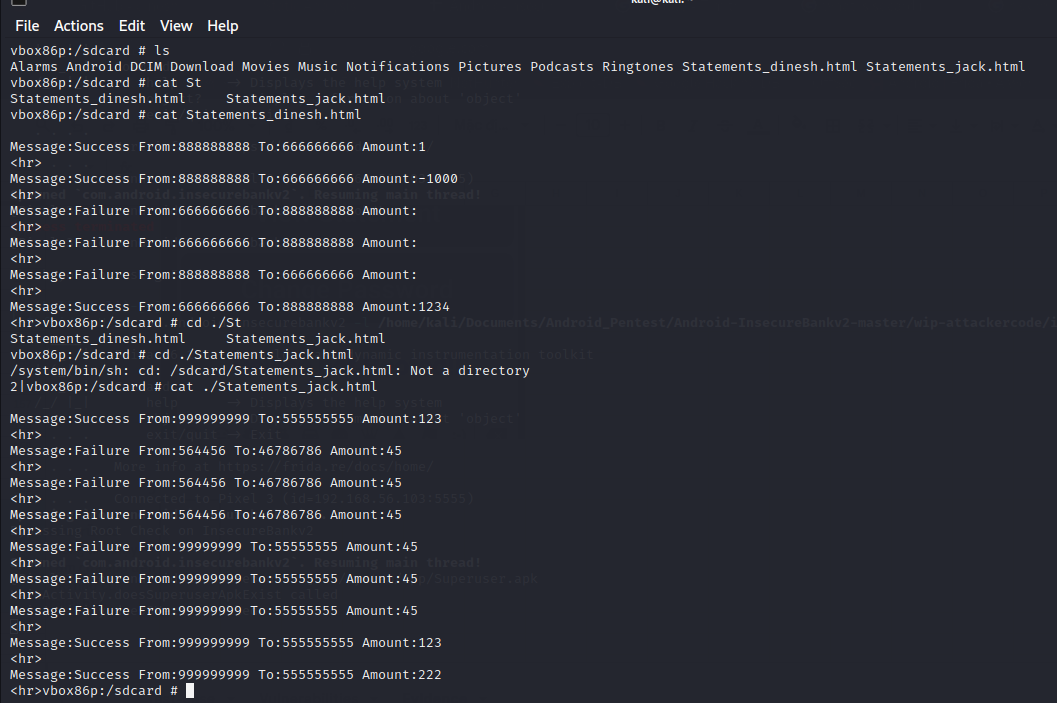 kali@kali: ~
File Actions Edit View Help
vbox86p:/sdcard # ls
Alarms Android DCIM Download Movies Music Notifications Pictures Podcasts Ringtones Statements_dinesh.html Statements_jack.html
vbox86p:/sdcard # cat St
Statements_dinesh.html Statements_jack.html
vbox86p:/sdcard # cat Statements_dinesh.html
Message:Success From:888888888 To:666666666 Amount:1
<hr>
Message:Success From:888888888 To:666666666 Amount:-1000
<hr>
Message:Failure From:666666666 To:888888888 Amount:
<hr>
Message:Failure From:666666666 To:888888888 Amount:
<hr>
Message:Failure From:888888888 To:666666666 Amount:
<hr>
Message:Success From:666666666 To:888888888 Amount:1234
<hr>vbox86p:/sdcard # cd ./St
Statements_dinesh.html Statements_jack.html
vbox86p:/sdcard # cd ./Statements_jack.html
/system/bin/sh: cd: /sdcard/Statements_jack.html: Not a directory
2|vbox86p:/sdcard # cat ./Statements_jack.html
Message:Success From:999999999 To:555555555 Amount:123
<hr>
Message:Failure From:564456 To:46786786 Amount:45
<hr>
Message:Failure From:564456 To:46786786 Amount:45
<hr>
Message:Failure From:564456 To:46786786 Amount:45
<hr>
Message:Failure From:99999999 To:55555555 Amount:45
<hr>
Message:Failure From:99999999 To:55555555 Amount:45
<hr>
Message:Failure From:99999999 To:55555555 Amount:45
<hr>
Message:Success From:999999999 To:555555555 Amount:123
<hr>
Message:Success From:999999999 To:555555555 Amount:222
<hr>vbox86p:/sdcard #